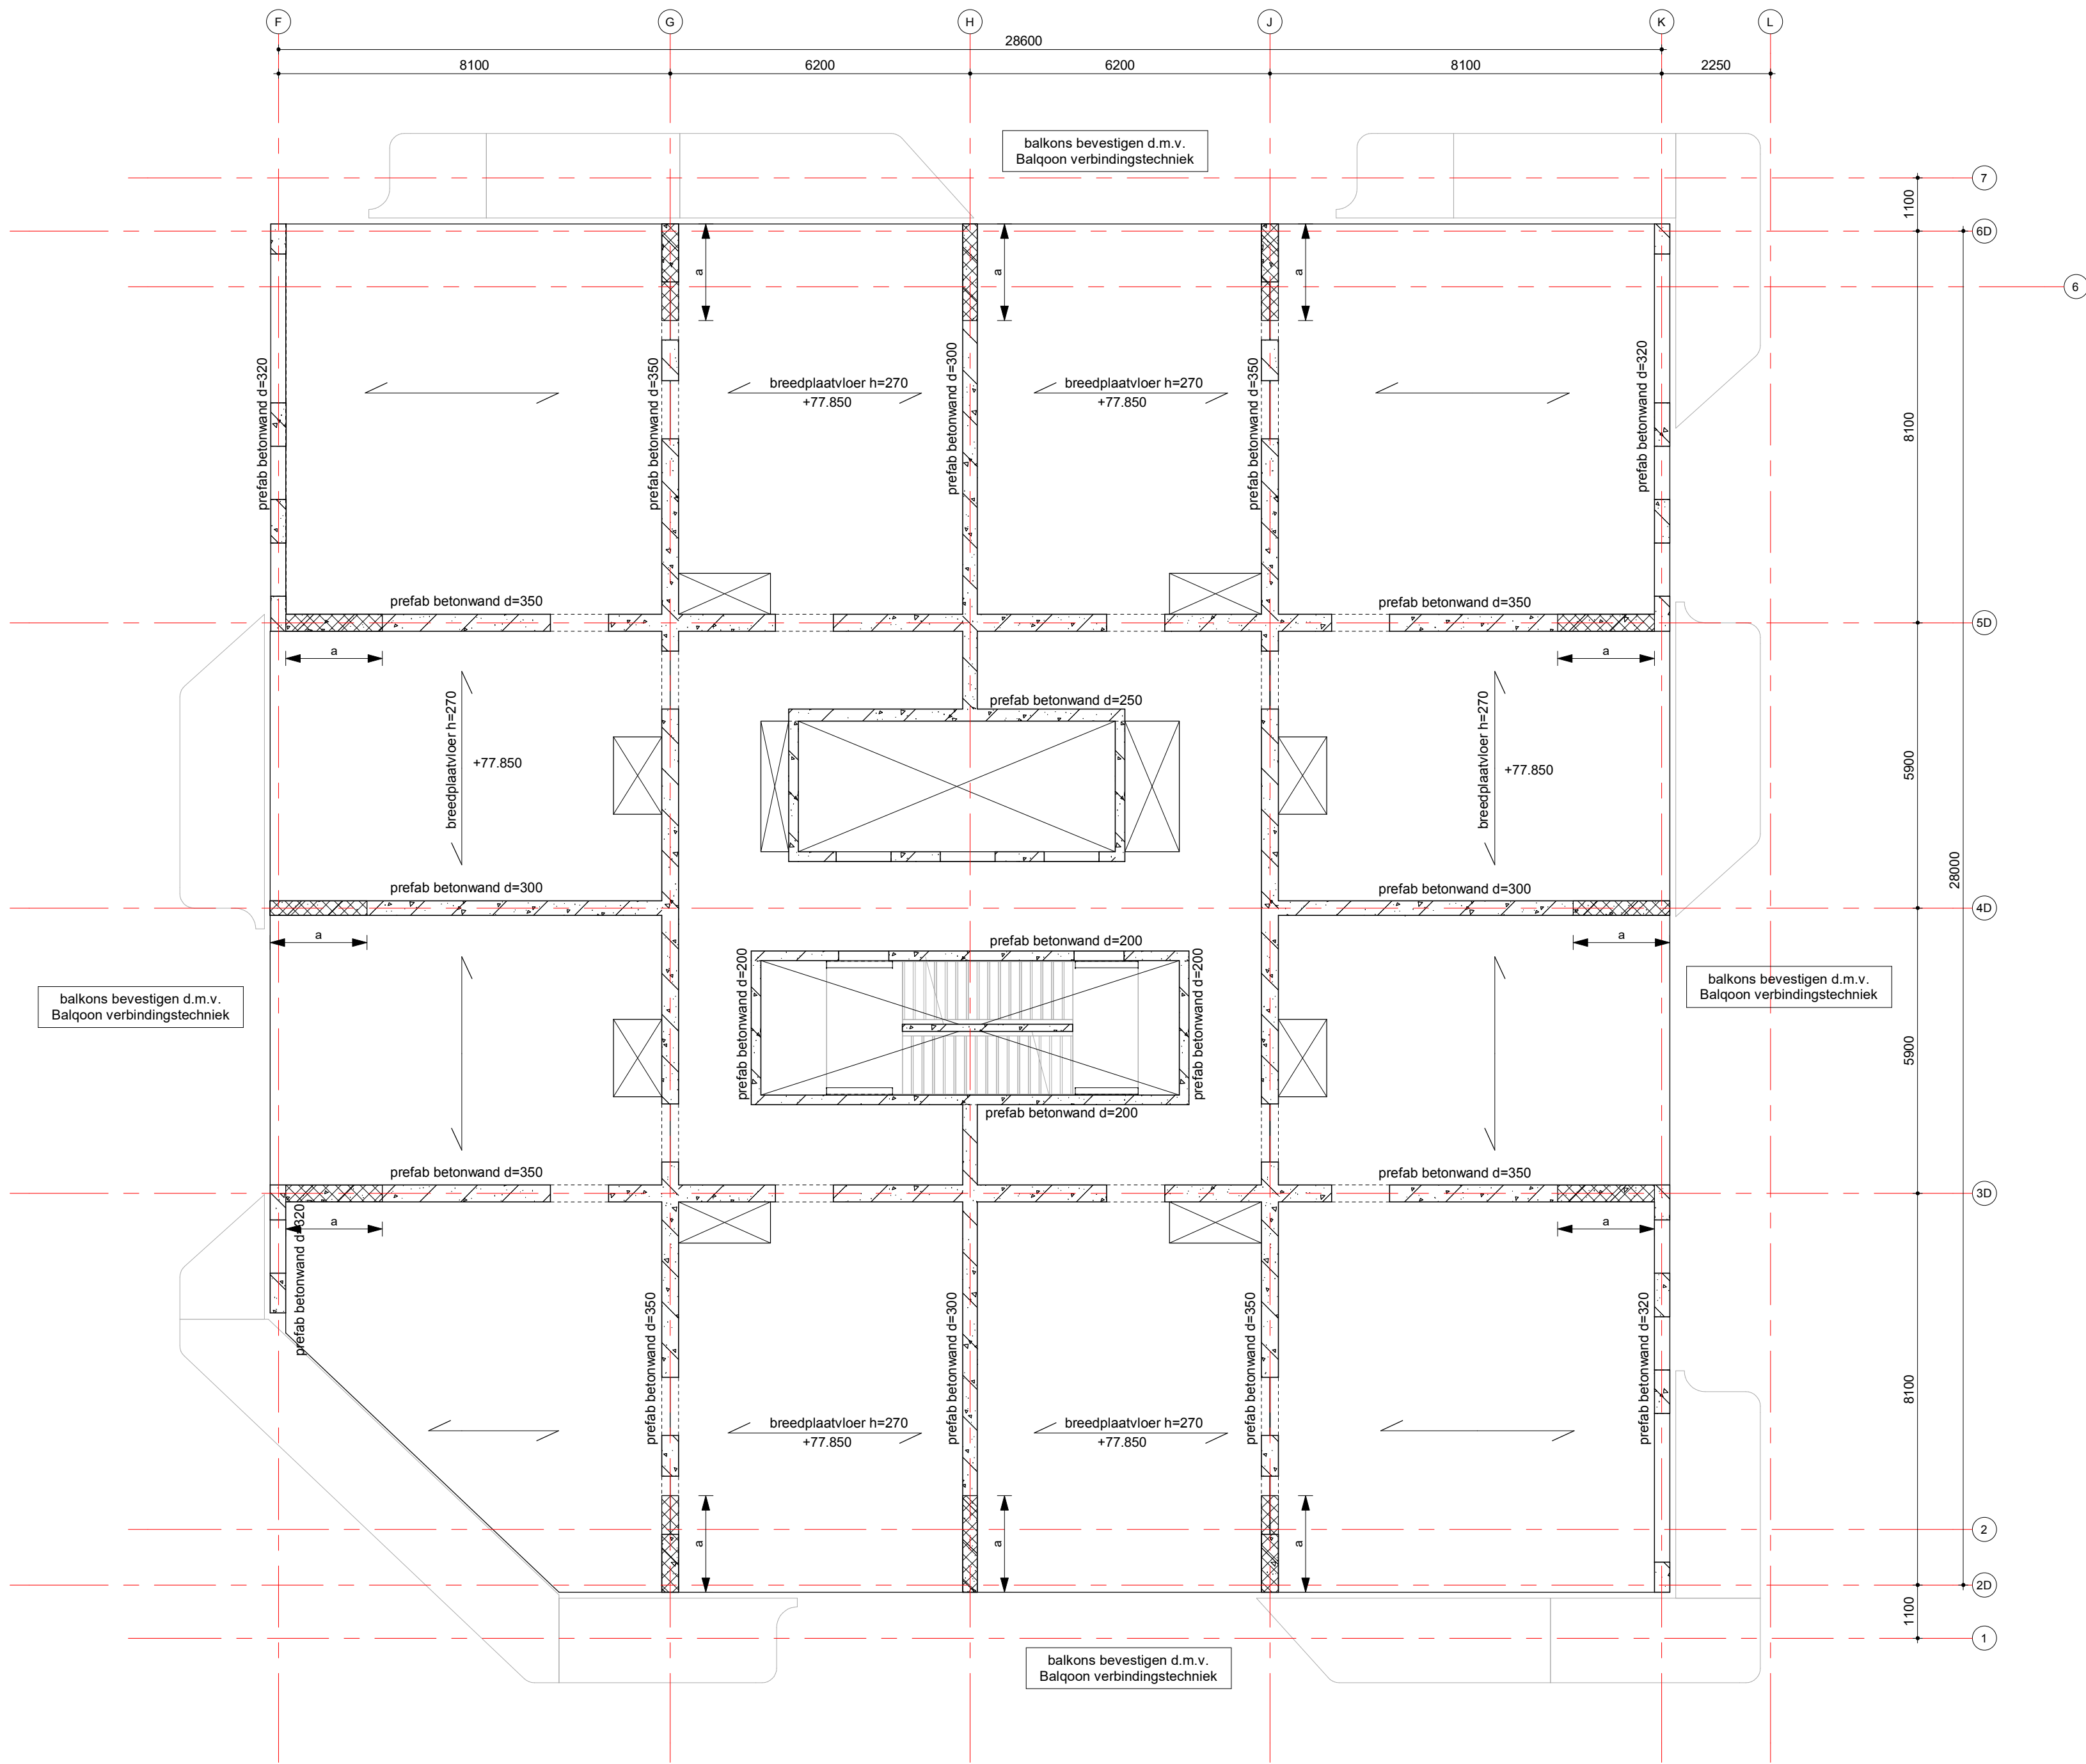 F
G
H
J
K
L
28600
8100
6200
6200
8100
2250
balkons bevestigen d.m.v.
Balqoon verbindingstechniek
7
1100
6D
a
a
a
6
prefab betonwand d=320
prefab betonwand d=350
prefab betonwand d=300
prefab betonwand d=350
prefab betonwand d=320
breedplaatvloer h=270
+77.850
breedplaatvloer h=270
+77.850
8100
prefab betonwand d=350
prefab betonwand d=350
5D
a
a
prefab betonwand d=250
breedplaatvloer h=270
+77.850
breedplaatvloer h=270
+77.850
5900
28000
prefab betonwand d=300
prefab betonwand d=300
4D
a
a
prefab betonwand d=200
prefab betonwand d=200
prefab betonwand d=200
balkons bevestigen d.m.v.
Balqoon verbindingstechniek
balkons bevestigen d.m.v.
Balqoon verbindingstechniek
5900
prefab betonwand d=200
prefab betonwand d=350
prefab betonwand d=350
3D
a
a
prefab betonwand d=320
prefab betonwand d=350
prefab betonwand d=300
prefab betonwand d=350
prefab betonwand d=320
8100
breedplaatvloer h=270
+77.850
breedplaatvloer h=270
+77.850
a
a
a
2
2D
1100
1
balkons bevestigen d.m.v.
Balqoon verbindingstechniek